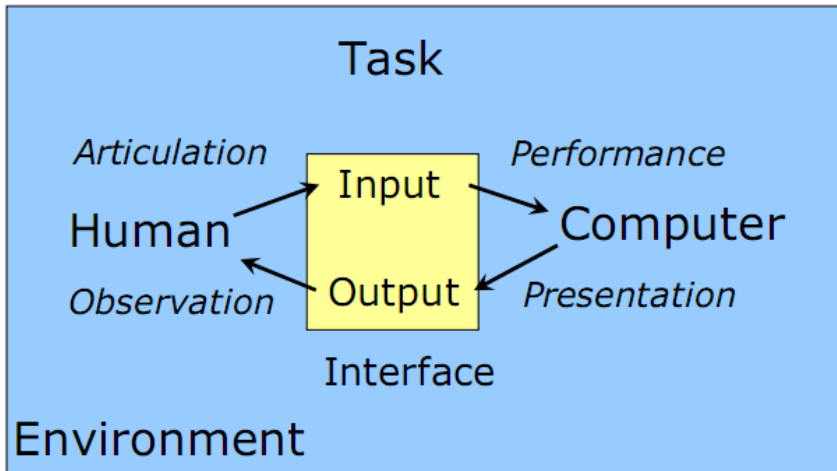 Task
Articulation
Performance
Input
Human
Computer
Observation
Output
Presentation
Interface
Environment